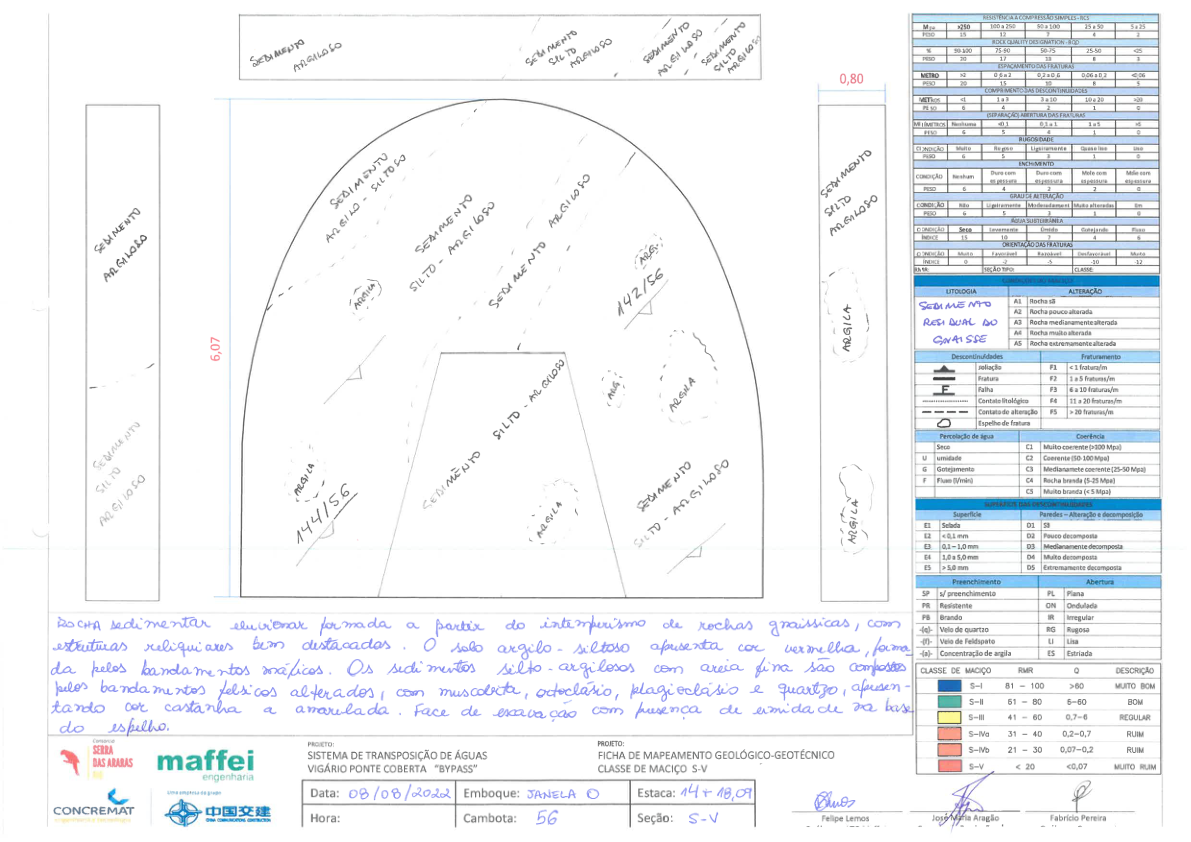 SEDIMENTO
ARGILOSO
SEDIMENTO
SILTO
ARGILOSO
SEDIMENTO
ARGILOSO
SEDIMENTO
SILTO
ARGILOSO
0,80
6,07
SEDIMENTO
ARGILOSO
SEDIMENTO
SILTO
ARGILOSO
SEDIMENTO
ARGILO - SILTOSO
SEDIMENTO
SILTO - ARGILOSO
SEDIMENTO
ARGILOSO
ARGILA
ARGI
142/56
SEDIMENTO
SILTO - ARGILOSO
ARGILA
ARGILA
144/56
ARGILA
SEDIMENTO
SILTO - ARGILOSO
SEDIMENTO
SILTO
ARGILOSO
ARGILA
ARGILA
RESISTÊNCIA A COMPRESSÃO SIMPLES - RCS
>250 100 a 250 50 a 100 25 a 50 5 a 25
PESO 15 12 7 4 2
ROCK QUALITY DESIGNATION - RQD
% 90-100 75-90 50-75 25-50 <25
PESO 20 17 13 8 3
ESPAÇAMENTO DAS FRATURAS
METRO >2 0,6 a 2 0,2 a 0,6 0,06 a 0,2 <0,06
PESO 20 15 10 8 5
COMPRIMENTO DAS DESCONTINUIDADES
METROS <1 1 a 3 3 a 10 10 a 20 >20
PESO 6 4 2 1 0
(SEPARAÇÃO) ABERTURA DAS FRATURAS
MILÍMETROS Nenhuma <0,1 0,1 a 1 1 a 5 >5
PESO 6 5 4 1 0
RUGOSIDADE
CONDIÇÃO Muito Rugoso Ligeiramente Quase liso Liso
PESO 6 5 3 1 0
ENCHIMENTO
CONDIÇÃO Nenhum Duro com espessura Duro com espessura Mole com espessura Mole com espessura
PESO 6 4 2 2 0
GRAU DE ALTERAÇÃO
CONDIÇÃO Não Ligeiramente Moderadament Muito alteradas Em
PESO 6 5 3 1 0
ÁGUA SUBTERRÂNEA
CONDIÇÃO Seco Levemente Úmido Gotejando Fluxo
ÍNDICE 15 10 7 4
ORIENTAÇÃO DAS FRATURAS
CONDIÇÃO Muito Favorável Razoável Desfavorável Muito
ÍNDICE 0 -2 -5 -10 -12
RMR: SEÇÃO TIPO: CLASSE:
LITOLOGIA ALTERAÇÃO
SEDIMENTO
RESIDUAL DO
GNAISSE
A1 Rocha sã
A2 Rocha pouco alterada
A3 Rocha medianamente alterada
A4 Rocha muito alterada
A5 Rocha extremamente alterada
Descontinuidades Fraturamento
Foliação F1 < 1 fratura/m
Fratura F2 1 a 5 fraturas/m
F Falha F3 6 a 10 fraturas/m
Contato litológico F4 11 a 20 fraturas/m
Contato de alteração F5 > 20 fraturas/m
Espelho de fratura
Percolação de água Coerência
Seco C1 Muito coerente (>100 Mpa)
U umidade C2 Coerente (50-100 Mpa)
G Gotejamento C3 Medianamete coerente (25-50 Mpa)
F Fluxo (l/min) C4 Rocha branda (5-25 Mpa)
C5 Muito branda (< 5 Mpa)
SUPERFÍCIE DAS DESCONTINUIDADES
Superfície Paredes – Alteração e decomposição
E1 Selada D1 Sã
E2 < 0,1 mm D2 Pouco decomposta
E3 0,1 – 1,0 mm D3 Medianamente decomposta
E4 1,0 a 5,0 mm D4 Muito decomposta
E5 > 5,0 mm D5 Extremamente decomposta
Preenchimento Abertura
SP s/ preenchimento PL Plana
PR Resistente ON Ondulada
PB Brando IR Irregular
-(q)- Veio de quartzo RG Rugosa
-(f)- Veio de Feldspato LI Lisa
-(a)- Concentração de argila ES Estriada
CLASSE DE MACIÇO RMR Q DESCRIÇÃO
S-I 81 – 100 >60 MUITO BOM
S-II 61 – 80 6-60 BOM
S-III 41 – 60 0,7-6 REGULAR
S-IVa 31 – 40 0,2-0,7 RUIM
S-IVb 21 – 30 0,07-0,2 RUIM
S-V < 20 <0,07 MUITO RUIM
ROCHA sedimentar eluvionar formada a partir do intemperismo de rochas gnaíssicas, com
estruturas reliquiares bem destacadas. O solo argilo-siltoso apresenta cor vermelha, forma-
da pelos bandamentos máficos. Os sedimentos silto-argilosos com areia fina são compostos
pelos bandamentos felsicos alterados, com muscovita, ortoclásio, plagioclásio e quartzo, apresen-
tando cor castanha a amarelada. Face de escavação com presença de umidade na base
do espelho.
Consórcio
SERRA
DAS ARARAS
maffei
engenharia
CONCREMAT
Uma empresa do grupo
中国交建
CHINA COMMUNICATIONS CONSTRUCTION
PROJETO:
SISTEMA DE TRANSPOSIÇÃO DE ÁGUAS
VIGÁRIO PONTE COBERTA "BYPASS"
PROJETO:
FICHA DE MAPEAMENTO GEOLÓGICO-GEOTÉCNICO
CLASSE DE MACIÇO S-V
Data: 08/08/2022 Emboque: JANELA O Estaca: 14+18,09
Hora: Cambota: 56 Seção: S-V
Felipe Lemos
José Maria Aragão
Fabrício Pereira